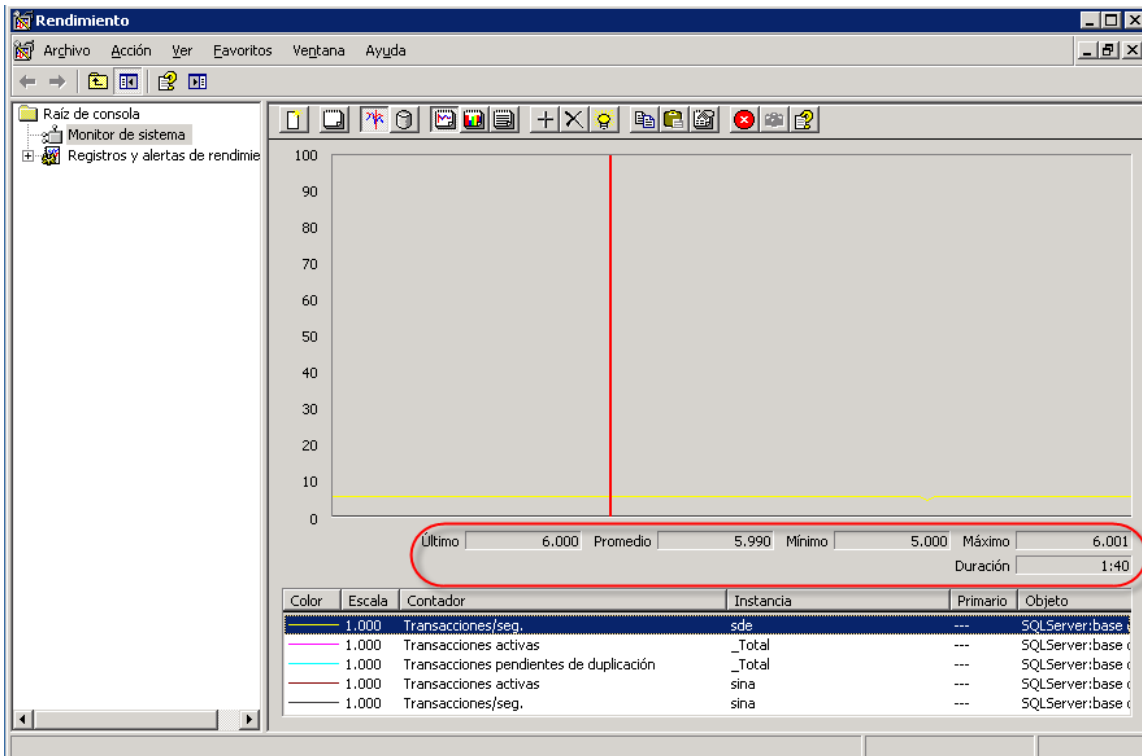 Rendimiento
Archivo Acción Ver Favoritos Ventana Ayuda
Raíz de consola
Monitor de sistema
Registros y alertas de rendimie
100
90
80
70
60
50
40
30
20
10
0
Último 6.000 Promedio 5.990 Mínimo 5.000 Máximo 6.001
Duración 1:40
Color Escala Contador Instancia Primario Objeto
1.000 Transacciones/seg. sde --- SQLServer:base
1.000 Transacciones activas _Total --- SQLServer:base
1.000 Transacciones pendientes de duplicación _Total --- SQLServer:base
1.000 Transacciones activas sina --- SQLServer:base
1.000 Transacciones/seg. sina --- SQLServer:base